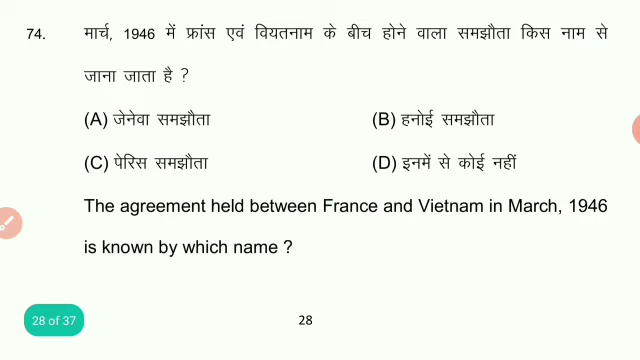 74. मार्च, 1946 में फ्रांस एवं वियतनाम के बीच होने वाला समझौता किस नाम से
जाना जाता है ?
(A) जेनेवा समझौता (B) हनोई समझौता
(C) पेरिस समझौता (D) इनमें से कोई नहीं
The agreement held between France and Vietnam in March, 1946
is known by which name ?
28 of 37 28